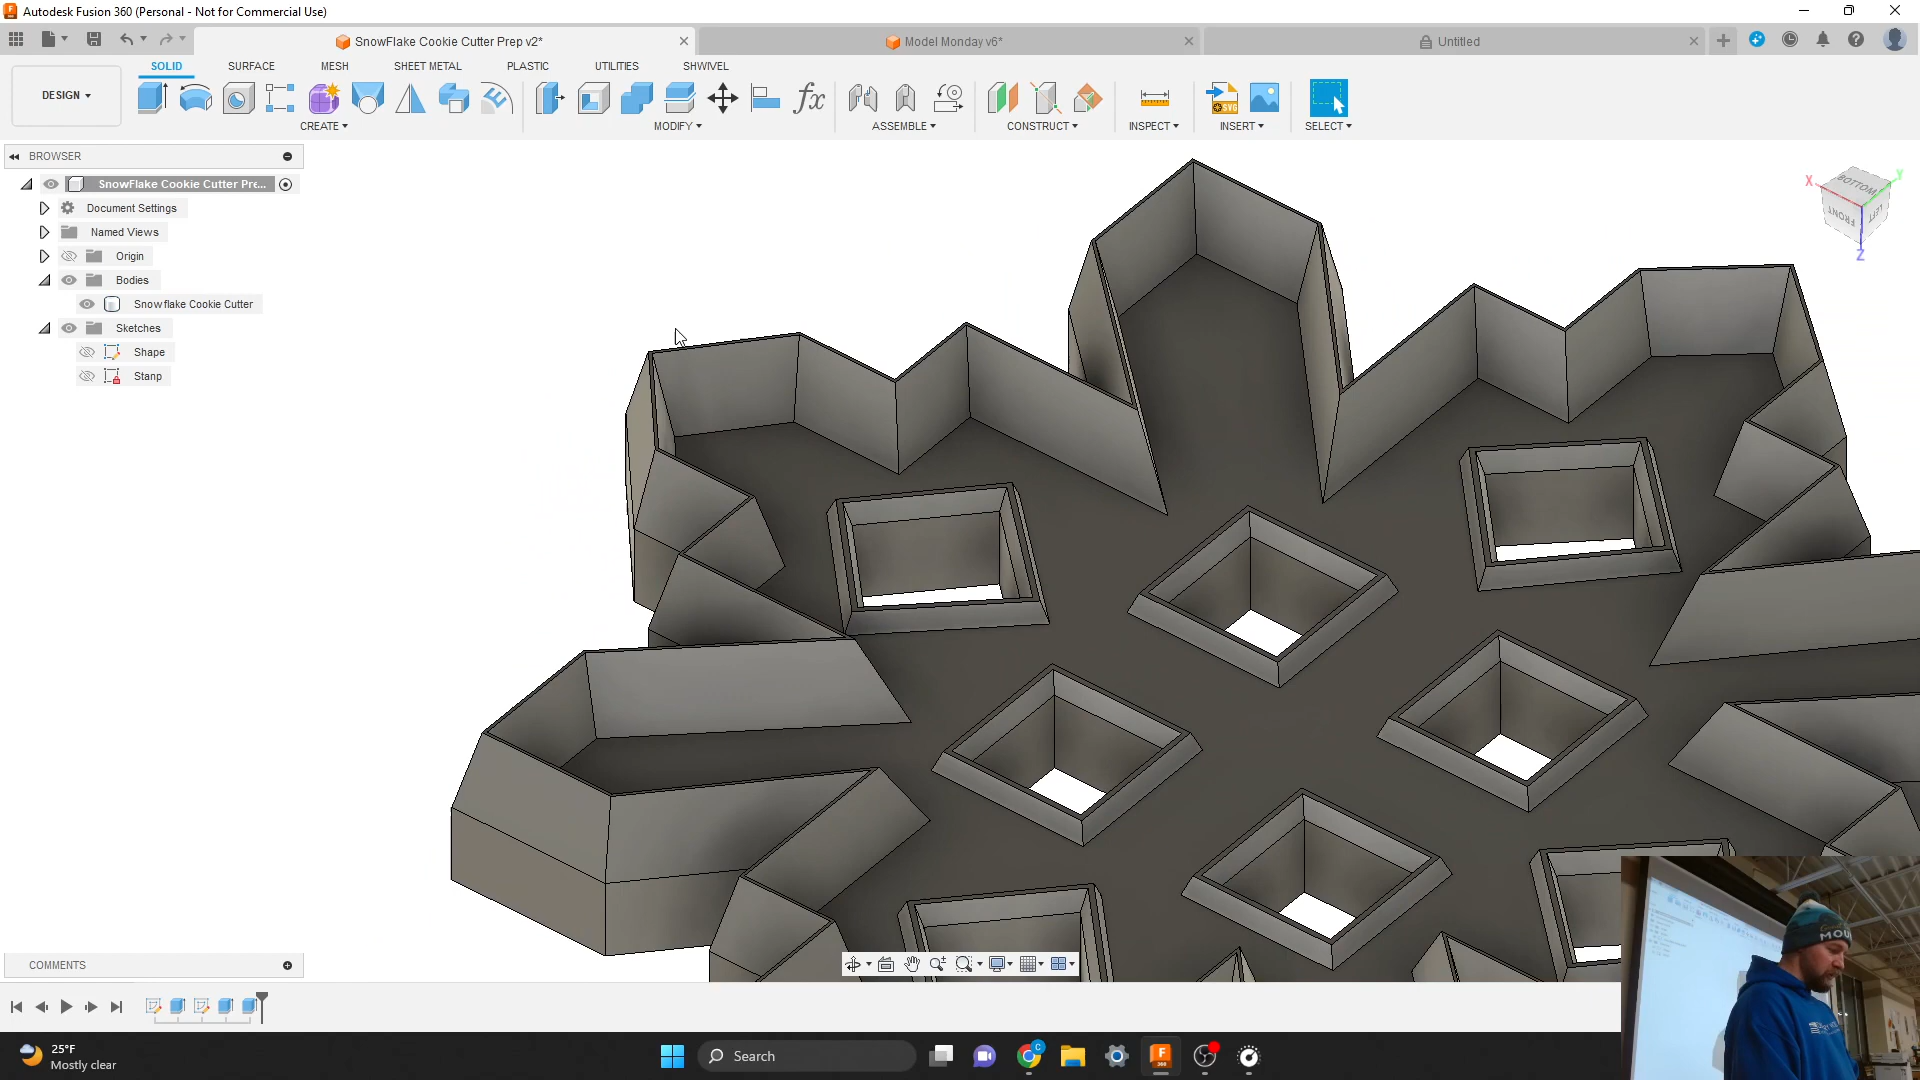 Autodesk Fusion 360 (Personal - Not for Commercial Use)
SnowFlake Cookie Cutter Prep v2*
Model Monday v6*
Untitled
DESIGN
SOLID
SURFACE
MESH
SHEET METAL
PLASTIC
UTILITIES
SHWIVEL
CREATE
MODIFY
ASSEMBLE
CONSTRUCT
INSPECT
INSERT
SELECT
BROWSER
SnowFlake Cookie Cutter Pre...
Document Settings
Named Views
Origin
Bodies
Snowflake Cookie Cutter
Sketches
Shape
Stanp
X
Y
BOTTOM
FRONT
LEFT
Z
COMMENTS
MOU
25°F
Mostly clear
Search